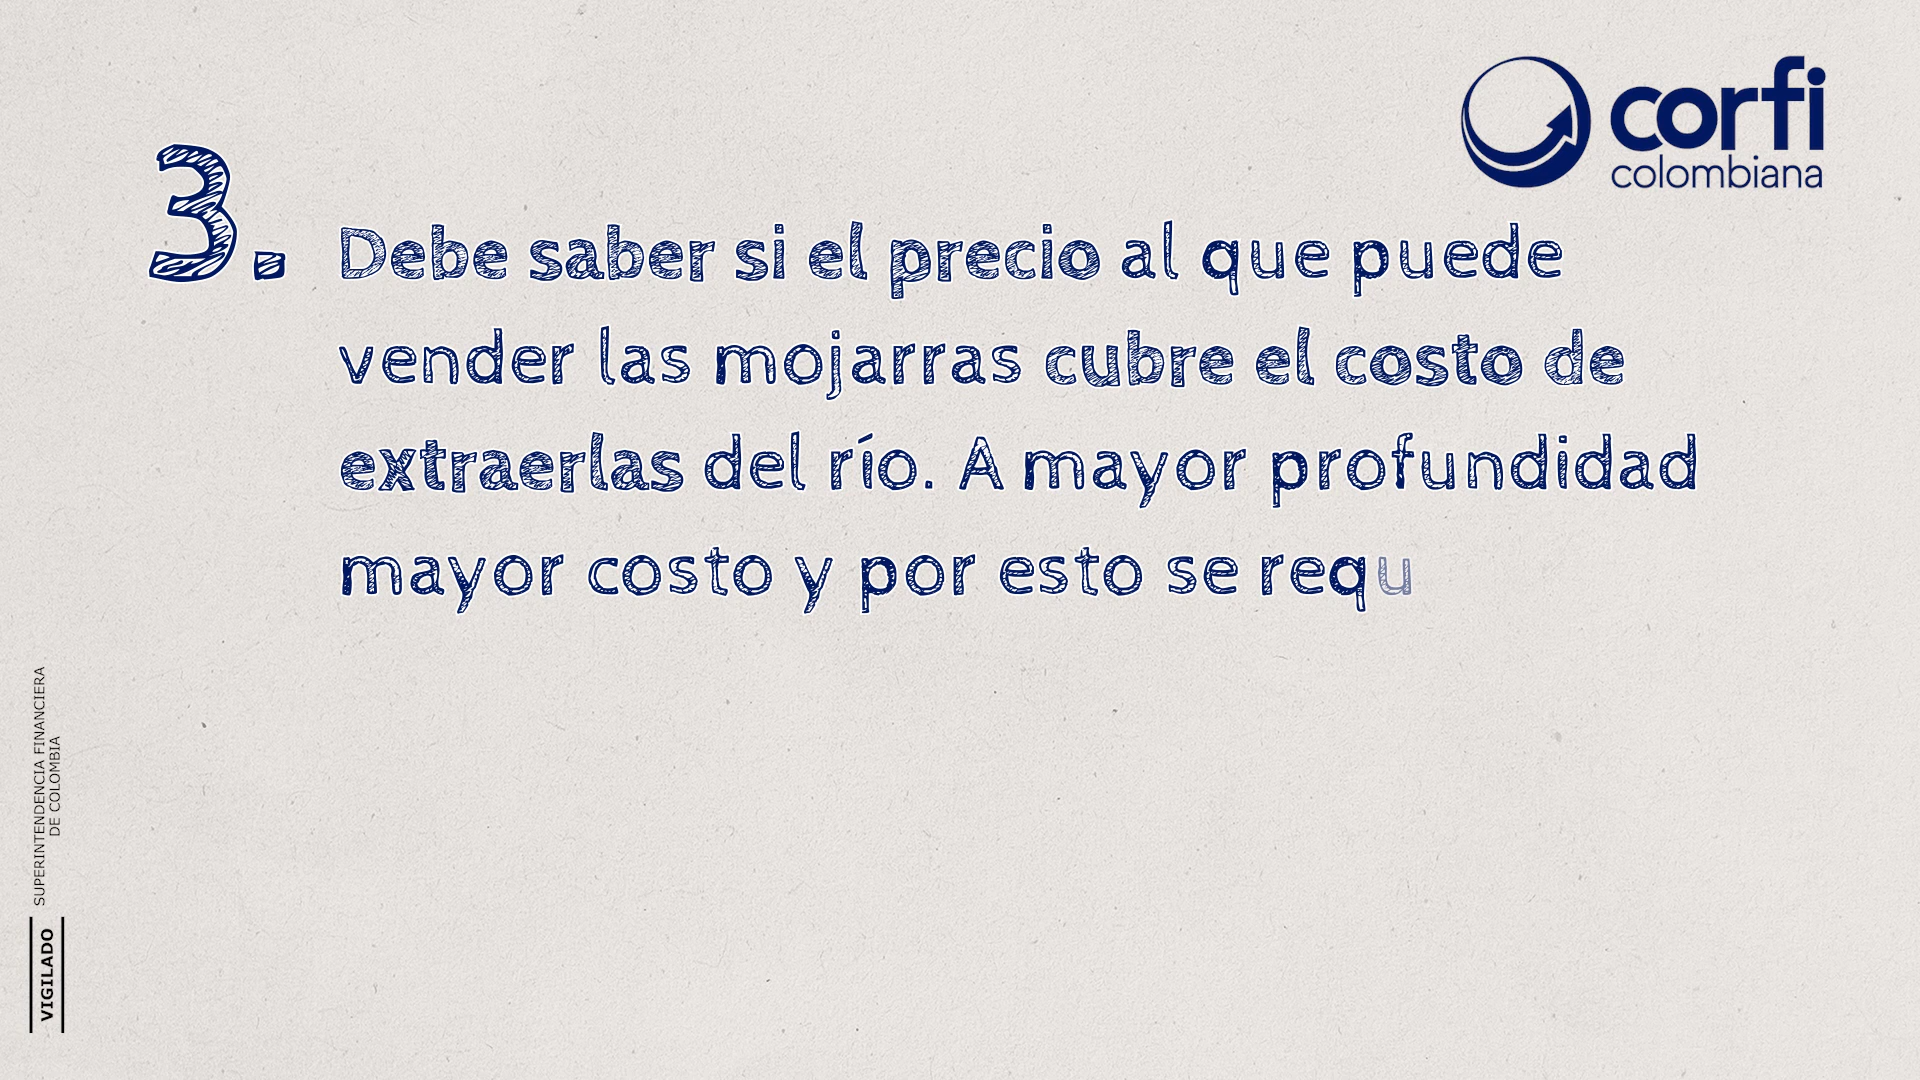 corfi
colombiana
3.
Debe saber si el precio al que puede
vender las mojarras cubre el costo de
extraerlas del río. A mayor profundidad
mayor costo y por esto se requ
SUPERINTENDENCIA FINANCIERA
DE COLOMBIA
VIGILADO